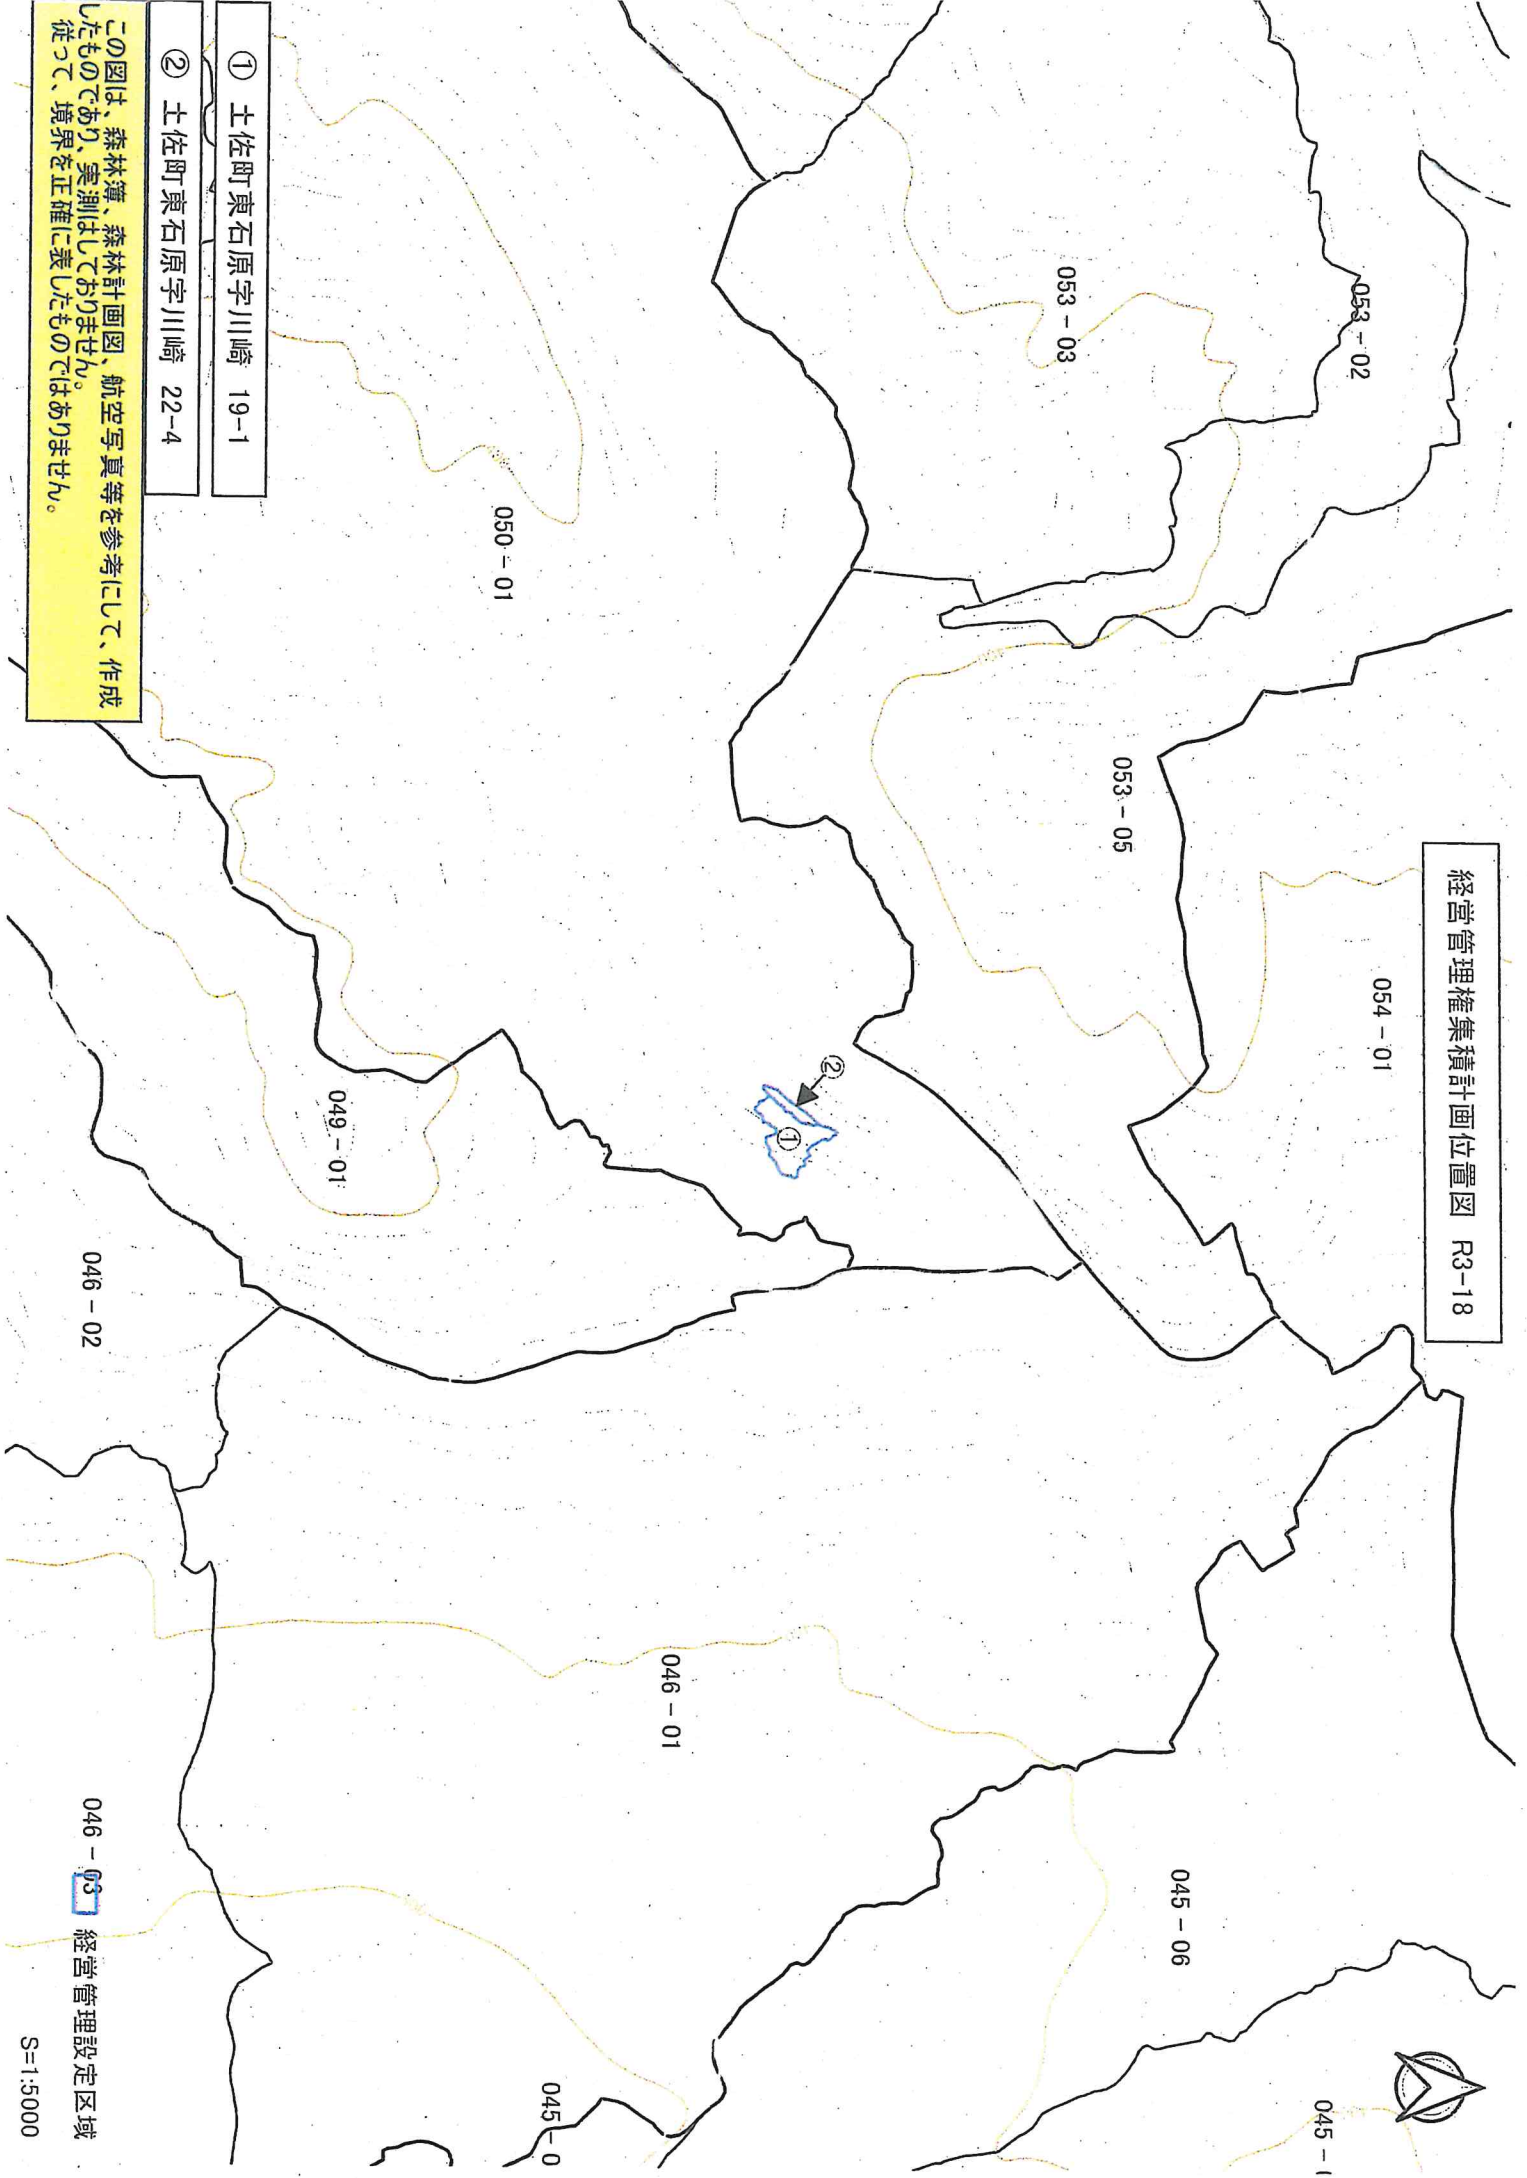 経営管理権集積計画位置図 R3-18
053 - 02
053 - 03
054 - 01
053 - 05
045 - 06
②
①
050 - 01
046 - 01
049 - 01
046 - 02
046 - 03
① 土佐町東石原字川崎 19-1
② 土佐町東石原字川崎 22-4
この図は、森林簿、森林計画図、航空写真等を参考にして、作成
したものであり、実測はしておりません。
従って、境界を正確に表したものではありません。
経営管理設定区域
S=1:5000
045 - 0